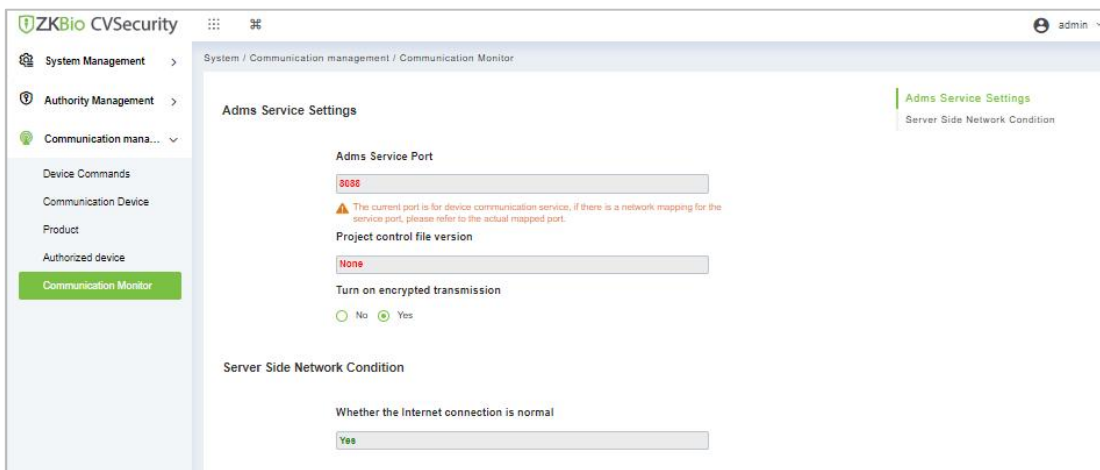 ZKBio CVSecurity
admin
System Management
Authority Management
Communication mana...
Device Commands
Communication Device
Product
Authorized device
Communication Monitor
System / Communication management / Communication Monitor
Adms Service Settings
Adms Service Port
8088
The current port is for device communication service, if there is a network mapping for the
service port, please refer to the actual mapped port.
Project control file version
None
Turn on encrypted transmission
No Yes
Server Side Network Condition
Whether the Internet connection is normal
Yes
Adms Service Settings
Server Side Network Condition